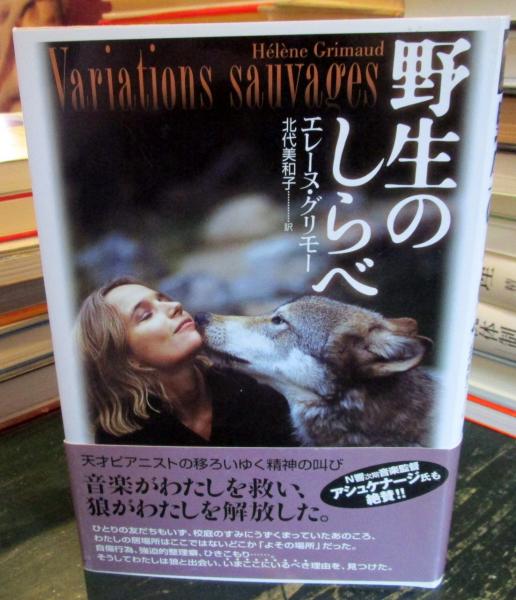 Hélène Grimaud
Variations sauvages
野生の
しらべ
エレーヌ・グリモー
北代美和子…………訳
天才ピアニストの移ろいゆく精神の叫び
音楽がわたしを救い、
狼がわたしを解放した。
N響次期音楽監督
アシュケナージ氏も
絶賛!!
ひとりの友だちもいず、校庭のすみにうずくまっていたあのころ、
わたしの居場所はここではないどこか「よその場所」だった。
自傷行為、強迫的整理癖、ひきこもり……。
そうしてわたしは狼と出会い、いまここにいるべき理由を、見つけた。
体制